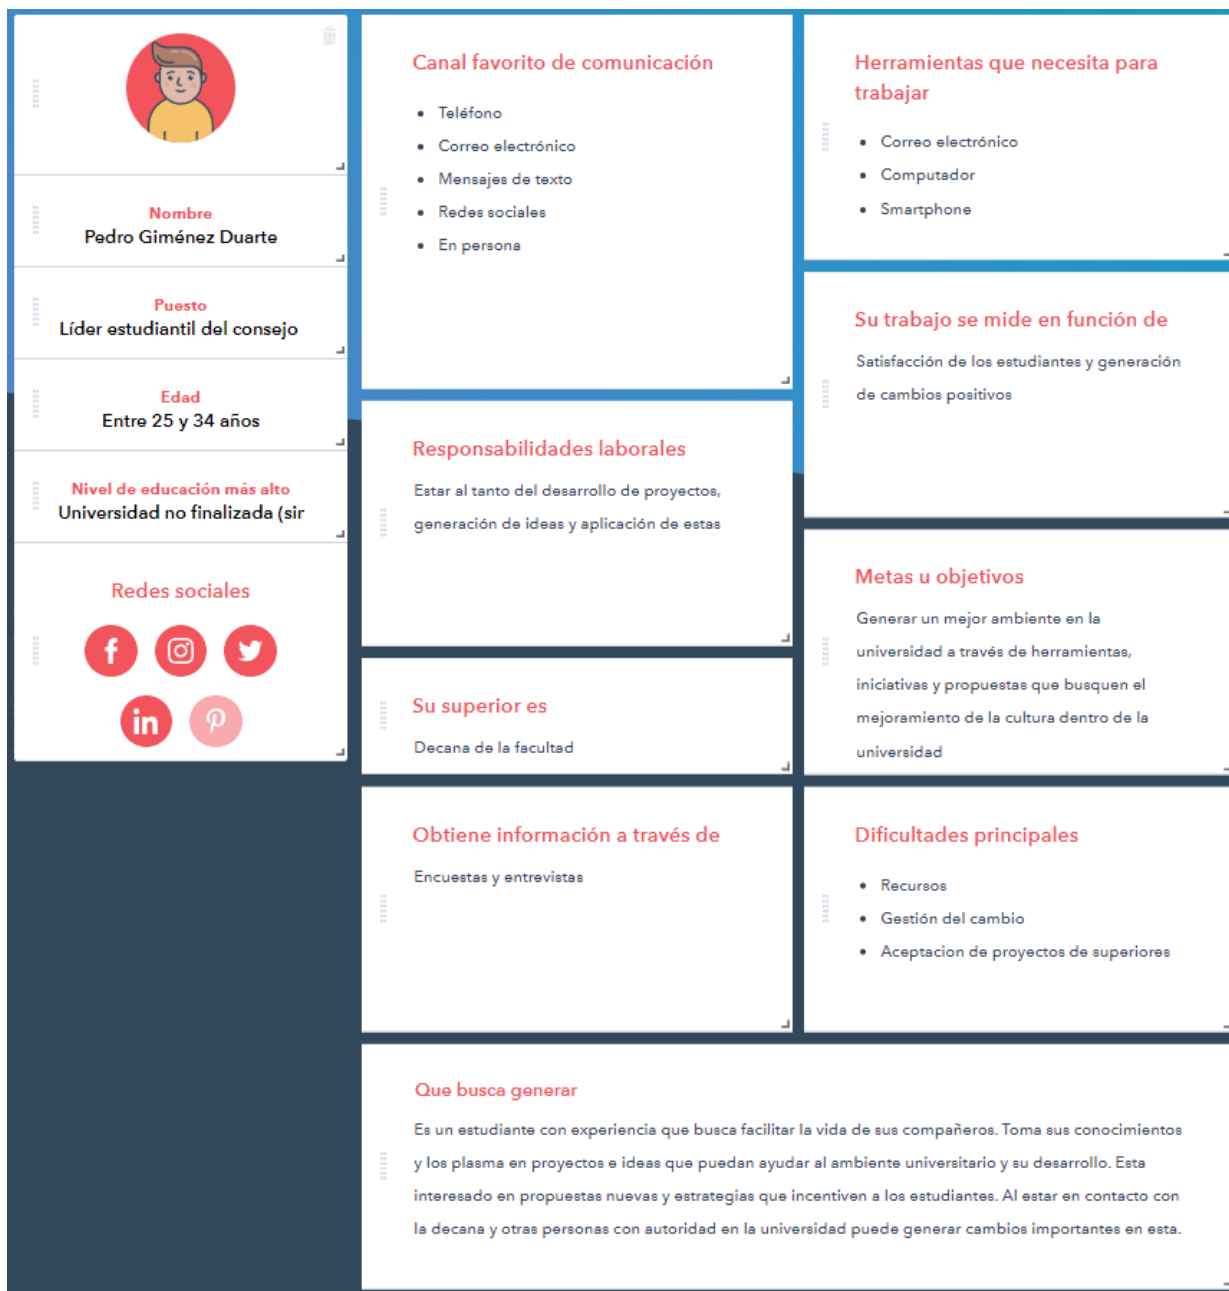 Nombre
Pedro Giménez Duarte
Puesto
Líder estudiantil del consejo
Edad
Entre 25 y 34 años
Nivel de educación más alto
Universidad no finalizada (sir
Redes sociales
Canal favorito de comunicación
• Teléfono
• Correo electrónico
• Mensajes de texto
• Redes sociales
• En persona
Responsabilidades laborales
Estar al tanto del desarrollo de proyectos,
generación de ideas y aplicación de estas
Su superior es
Decana de la facultad
Obtiene información a través de
Encuestas y entrevistas
Herramientas que necesita para
trabajar
• Correo electrónico
• Computador
• Smartphone
Su trabajo se mide en función de
Satisfacción de los estudiantes y generación
de cambios positivos
Metas u objetivos
Generar un mejor ambiente en la
universidad a través de herramientas,
iniciativas y propuestas que busquen el
mejoramiento de la cultura dentro de la
universidad
Dificultades principales
• Recursos
• Gestión del cambio
• Aceptacion de proyectos de superiores
Que busca generar
Es un estudiante con experiencia que busca facilitar la vida de sus compañeros. Toma sus conocimientos
y los plasma en proyectos e ideas que puedan ayudar al ambiente universitario y su desarrollo. Esta
interesado en propuestas nuevas y estrategias que incentiven a los estudiantes. Al estar en contacto con
la decana y otras personas con autoridad en la universidad puede generar cambios importantes en esta.